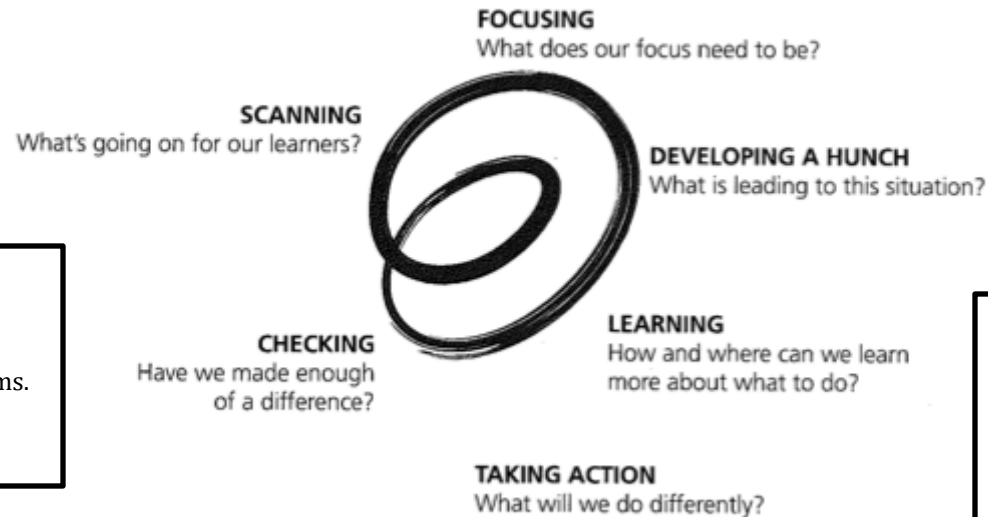 FOCUSING
What does our focus need to be?
SCANNING
What's going on for our learners?
DEVELOPING A HUNCH
What is leading to this situation?
LEARNING
How and where can we learn
more about what to do?
CHECKING
Have we made enough
of a difference?
TAKING ACTION
What will we do differently?